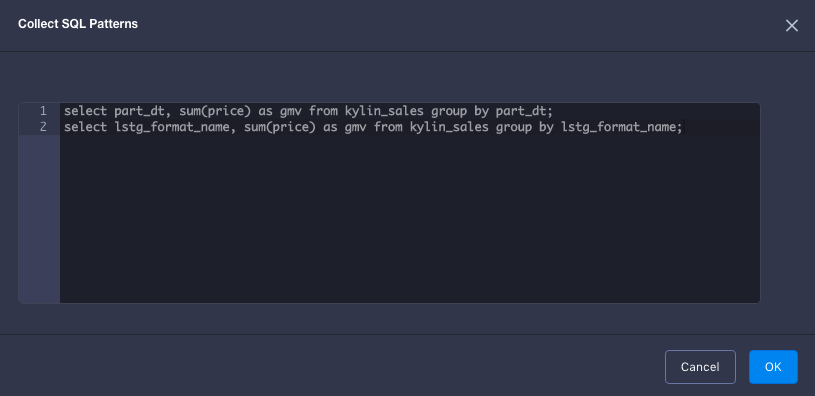 Collect SQL Patterns
1 select part_dt, sum(price) as gmv from kylin_sales group by part_dt;
2 select lstg_format_name, sum(price) as gmv from kylin_sales group by lstg_format_name;
Cancel OK